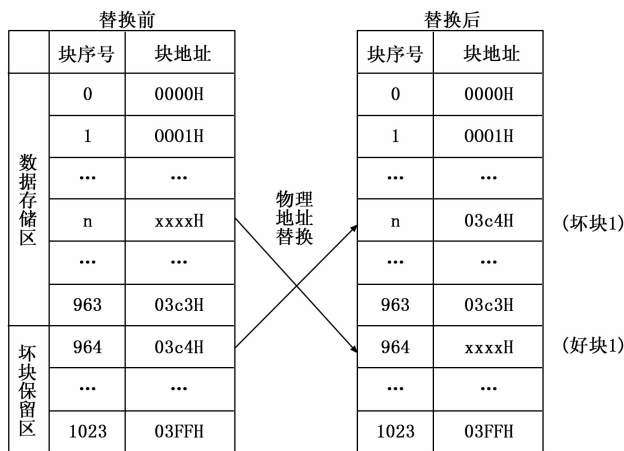 替换前
替换后
块序号 块地址
块序号 块地址
数据存储区
0 0000H
1 0001H
… …
n xxxxH
… …
963 03c3H
坏块保留区
964 03c4H
… …
1023 03FFH
物理
地址
替换
0 0000H
1 0001H
… …
n 03c4H
(坏块1)
… …
963 03c3H
964 xxxxH
(好块1)
… …
1023 03FFH